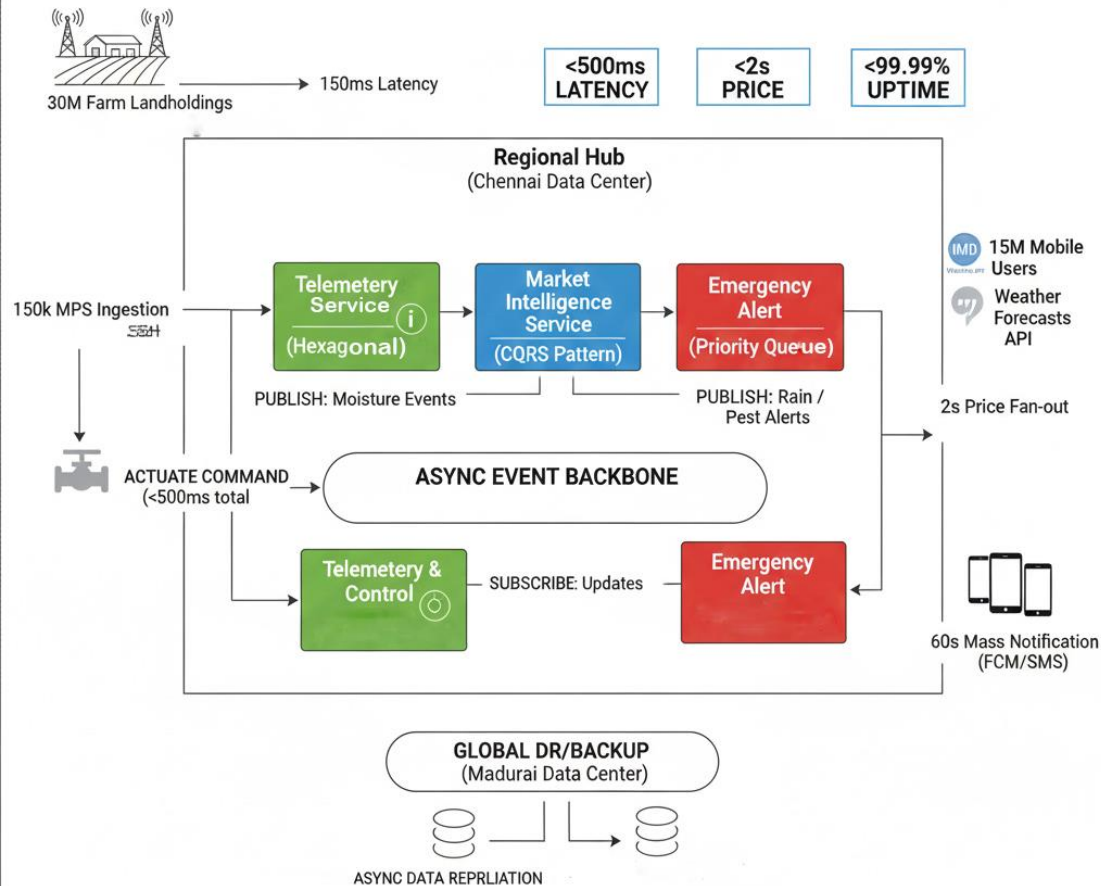 30M Farm Landholdings
150ms Latency
<500ms
LATENCY
<2s
PRICE
<99.99%
UPTIME
Regional Hub
(Chennai Data Center)
150k MPS Ingestion
Telemetery
Service
i
(Hexagonal)
Market
Intelligence
Service
(CQRS Pattern)
Emergency
Alert
(Priority Queue)
IMD
15M Mobile
Users
Weather
Forecasts
API
PUBLISH: Moisture Events
PUBLISH: Rain /
Pest Alerts
2s Price Fan-out
ACTUATE COMMAND
(<500ms total
ASYNC EVENT BACKBONE
Telemetery &
Control
SUBSCRIBE: Updates
Emergency
Alert
60s Mass Notification
(FCM/SMS)
GLOBAL DR/BACKUP
(Madurai Data Center)
ASYNC DATA REPRLIATION